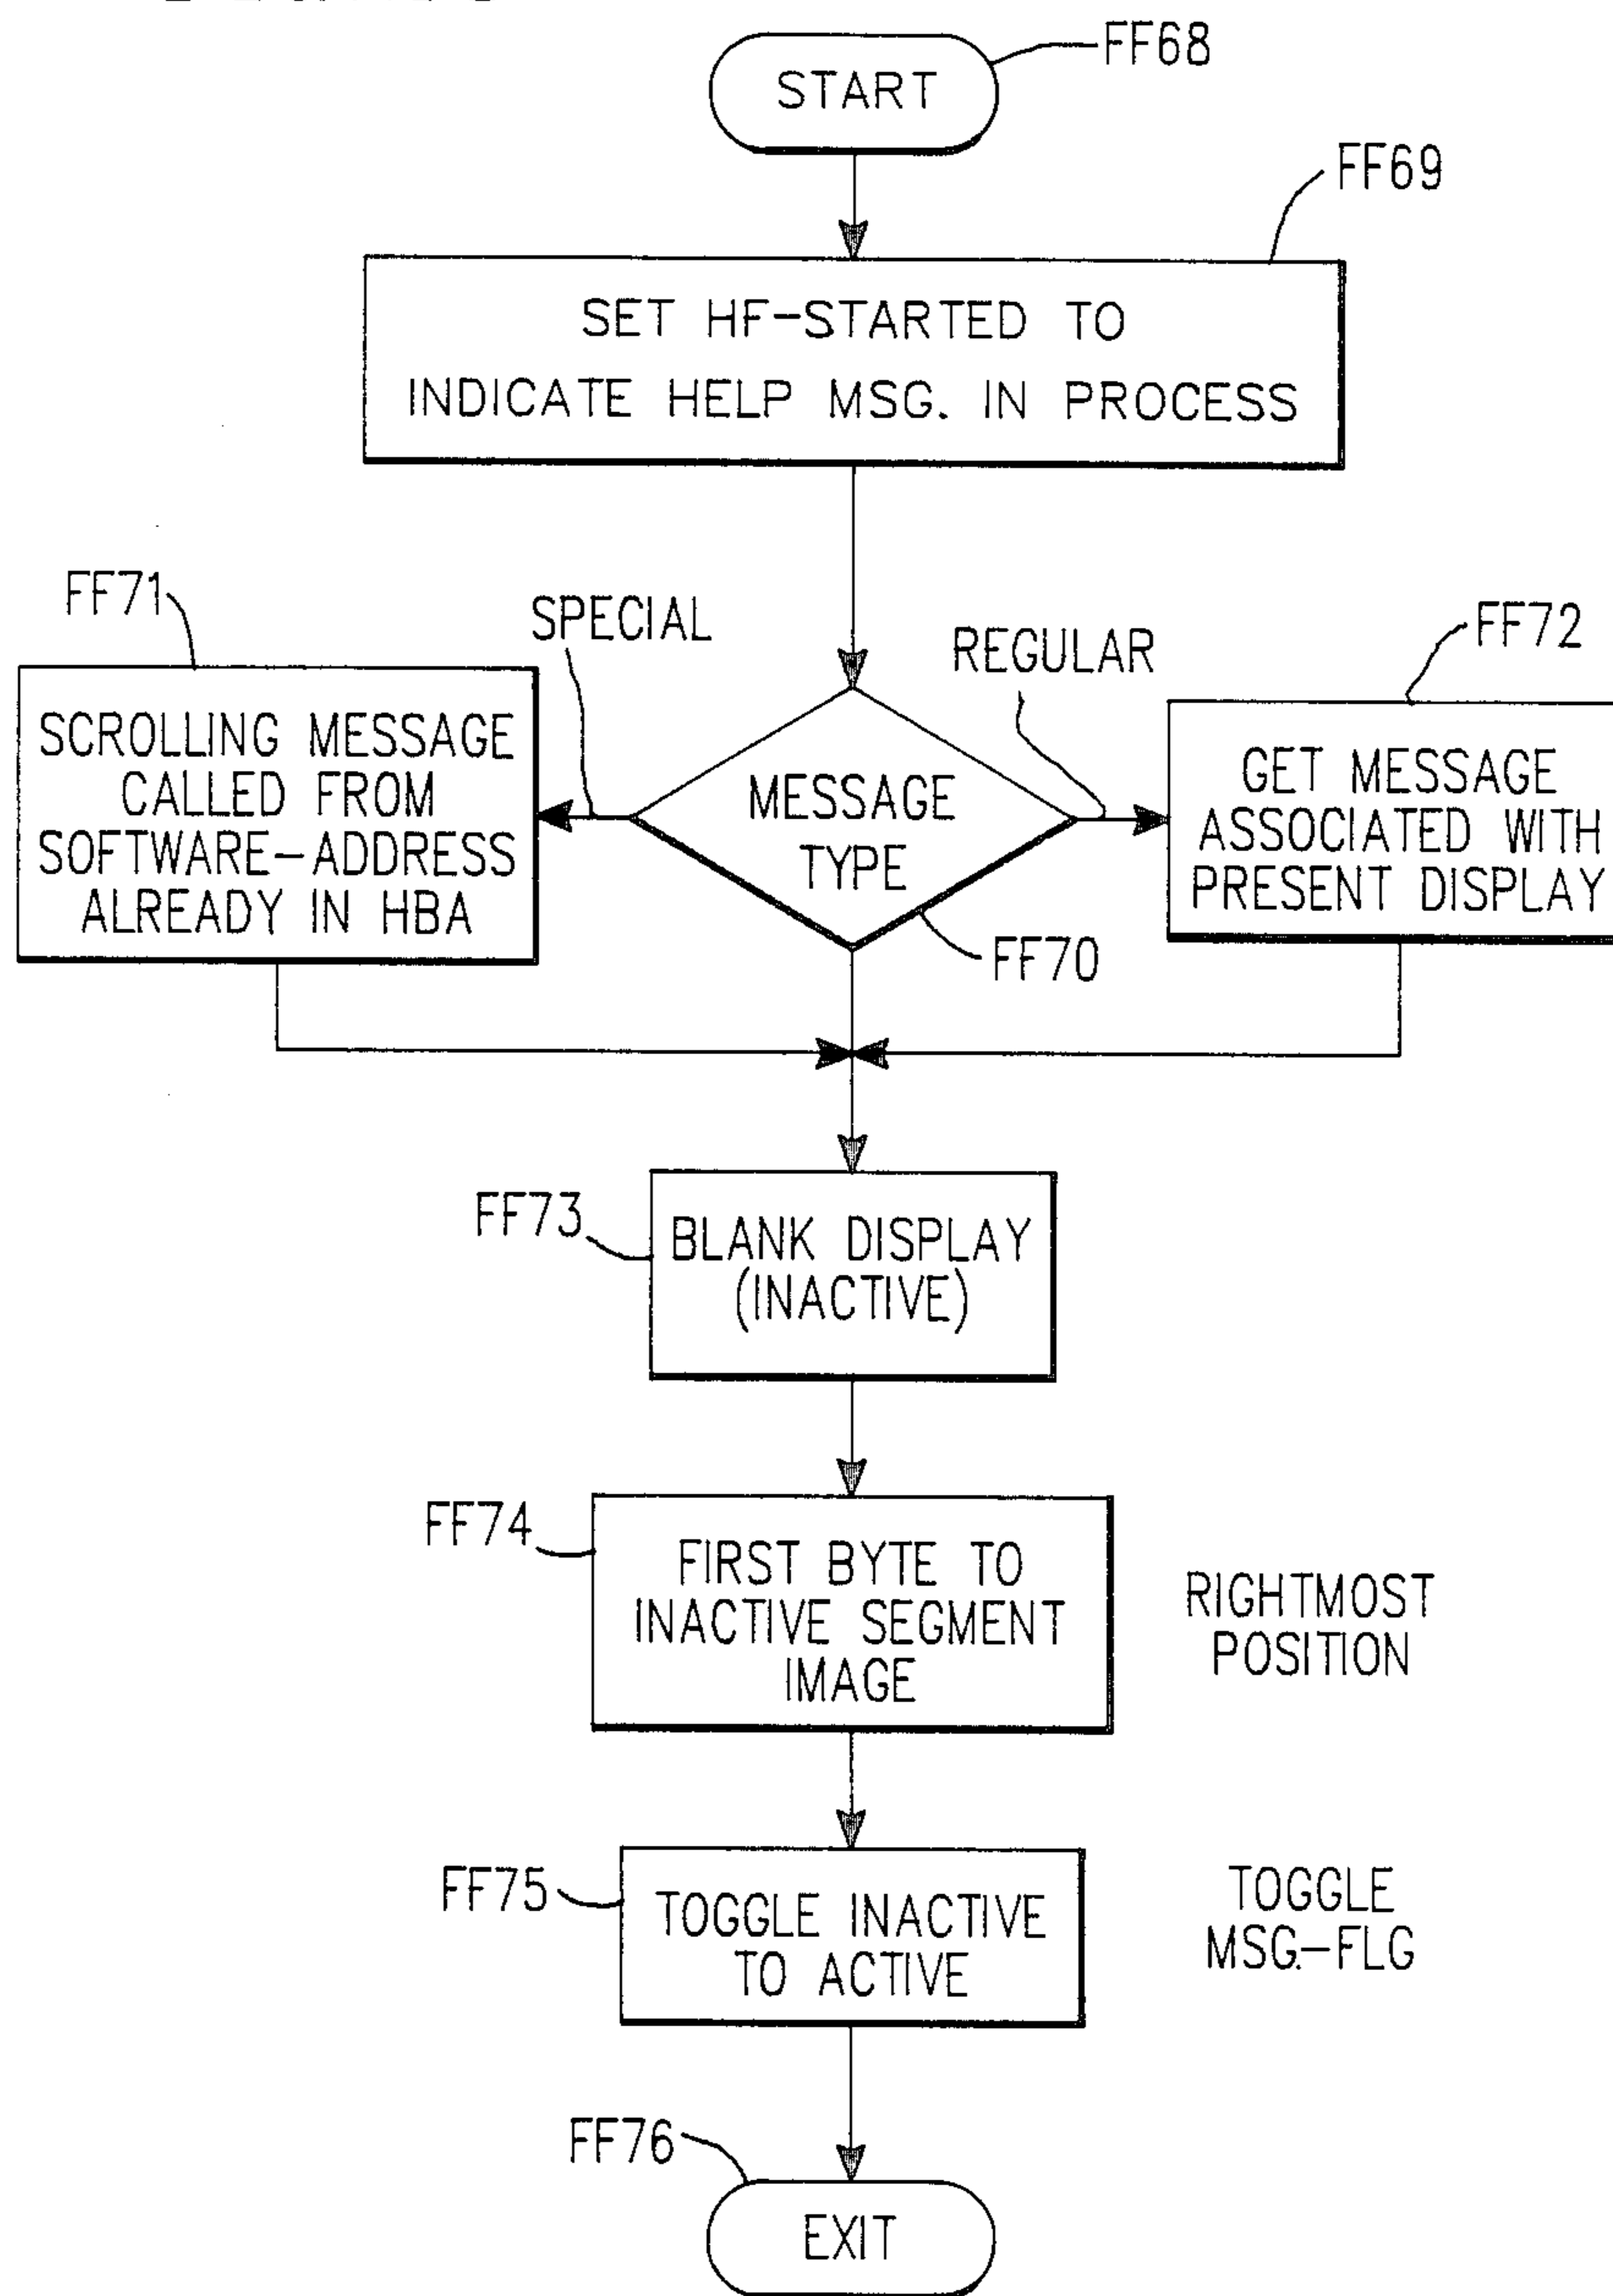 FF68
START
FF69
SET HF-STARTED TO
INDICATE HELP MSG. IN PROCESS
FF71
SPECIAL
REGULAR
FF72
SCROLLING MESSAGE
CALLED FROM
SOFTWARE-ADDRESS
ALREADY IN HBA
MESSAGE
TYPE
GET MESSAGE
ASSOCIATED WITH
PRESENT DISPLAY
FF70
FF73
BLANK DISPLAY
(INACTIVE)
FF74
FIRST BYTE TO
INACTIVE SEGMENT
IMAGE
RIGHTMOST
POSITION
FF75
TOGGLE INACTIVE
TO ACTIVE
TOGGLE
MSG.-FLG
FF76
EXIT